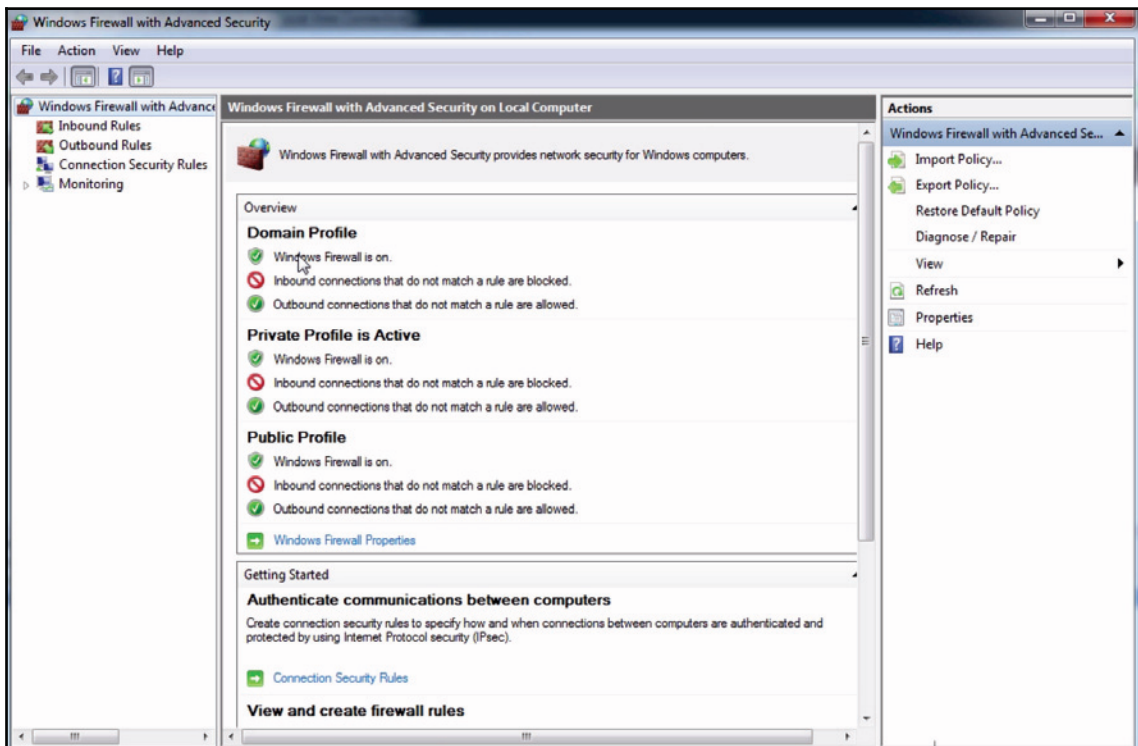 Windows Firewall with Advanced Security
File Action View Help
Windows Firewall with Advance
Inbound Rules
Outbound Rules
Connection Security Rules
Monitoring
Windows Firewall with Advanced Security on Local Computer
Windows Firewall with Advanced Security provides network security for Windows computers.
Overview
Domain Profile
Windows Firewall is on.
Inbound connections that do not match a rule are blocked.
Outbound connections that do not match a rule are allowed.
Private Profile is Active
Windows Firewall is on.
Inbound connections that do not match a rule are blocked.
Outbound connections that do not match a rule are allowed.
Public Profile
Windows Firewall is on.
Inbound connections that do not match a rule are blocked.
Outbound connections that do not match a rule are allowed.
Windows Firewall Properties
Getting Started
Authenticate communications between computers
Create connection security rules to specify how and when connections between computers are authenticated and
protected by using Internet Protocol security (IPsec).
Connection Security Rules
View and create firewall rules
Actions
Windows Firewall with Advanced Se...
Import Policy...
Export Policy...
Restore Default Policy
Diagnose / Repair
View
Refresh
Properties
Help